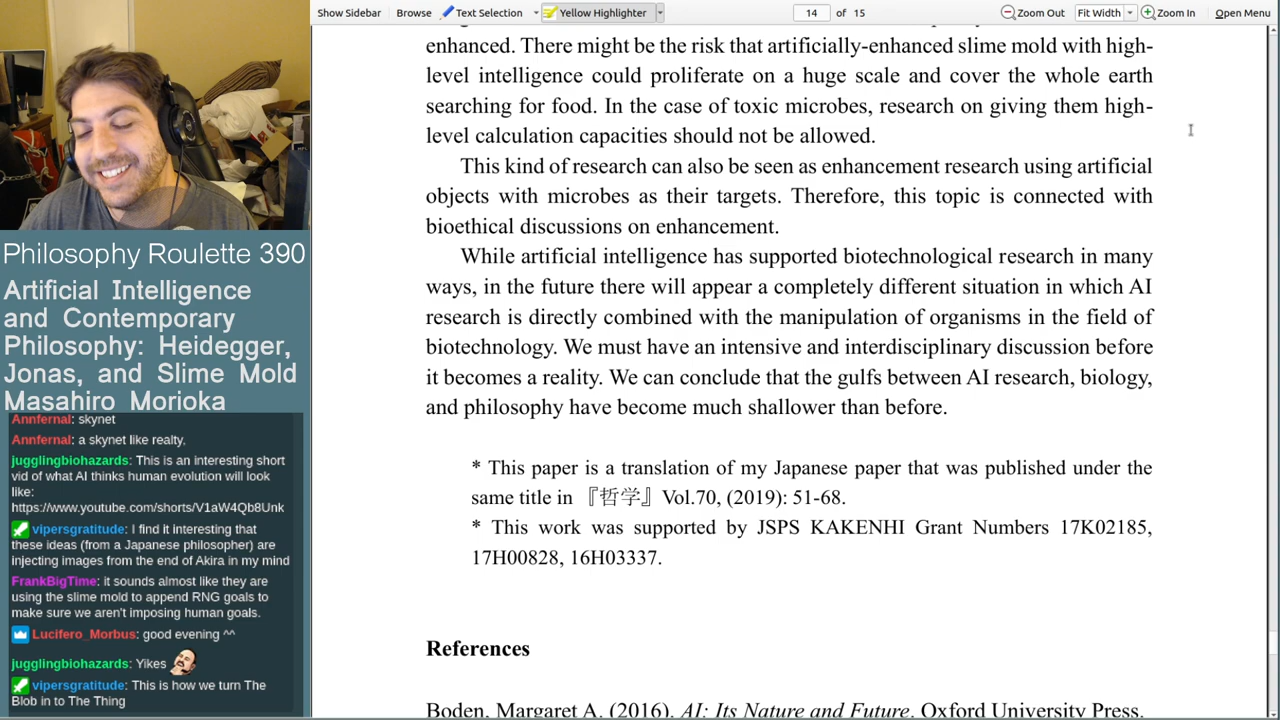 Show Sidebar Browse Text Selection Yellow Highlighter 14 of 15 Zoom Out Fit Width Zoom In Open Menu
enhanced. There might be the risk that artificially-enhanced slime mold with high-
level intelligence could proliferate on a huge scale and cover the whole earth
searching for food. In the case of toxic microbes, research on giving them high-
level calculation capacities should not be allowed.
This kind of research can also be seen as enhancement research using artificial
objects with microbes as their targets. Therefore, this topic is connected with
bioethical discussions on enhancement.
While artificial intelligence has supported biotechnological research in many
ways, in the future there will appear a completely different situation in which AI
research is directly combined with the manipulation of organisms in the field of
biotechnology. We must have an intensive and interdisciplinary discussion before
it becomes a reality. We can conclude that the gulfs between AI research, biology,
and philosophy have become much shallower than before.
* This paper is a translation of my Japanese paper that was published under the
same title in 『哲学』Vol.70, (2019): 51-68.
* This work was supported by JSPS KAKENHI Grant Numbers 17K02185,
17H00828, 16H03337.
References
Boden, Margaret A. (2016). AI: Its Nature and Future. Oxford University Press.
Philosophy Roulette 390
Artificial Intelligence
and Contemporary
Philosophy: Heidegger,
Jonas, and Slime Mold
Masahiro Morioka
Annfernal: skynet
Annfernal: a skynet like realty,
jugglingbiohazards: This is an interesting short
vid of what AI thinks human evolution will look
like:
https://www.youtube.com/shorts/V1aW4Qb8Unk
vipersgratitude: I find it interesting that
these ideas (from a Japanese philosopher) are
injecting images from the end of Akira in my mind
FrankBigTime: it sounds almost like they are
using the slime mold to append RNG goals to
make sure we aren't imposing human goals.
Lucifero_Morbus: good evening ^^
jugglingbiohazards: Yikes
vipersgratitude: This is how we turn The
Blob in to The Thing